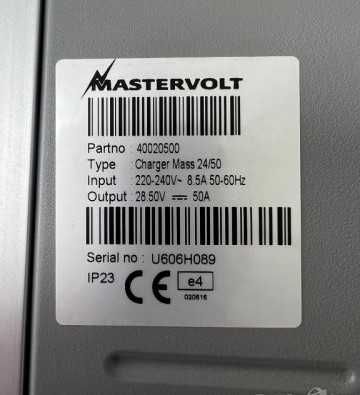 MASTERVOLT
Partno : 40020500
Type : Charger Mass 24/50
Input : 220-240V~ 8.5A 50-60Hz
Output : 28.50V ⎓ 50A
Serial no : U606H089
IP23 CE e4
020616